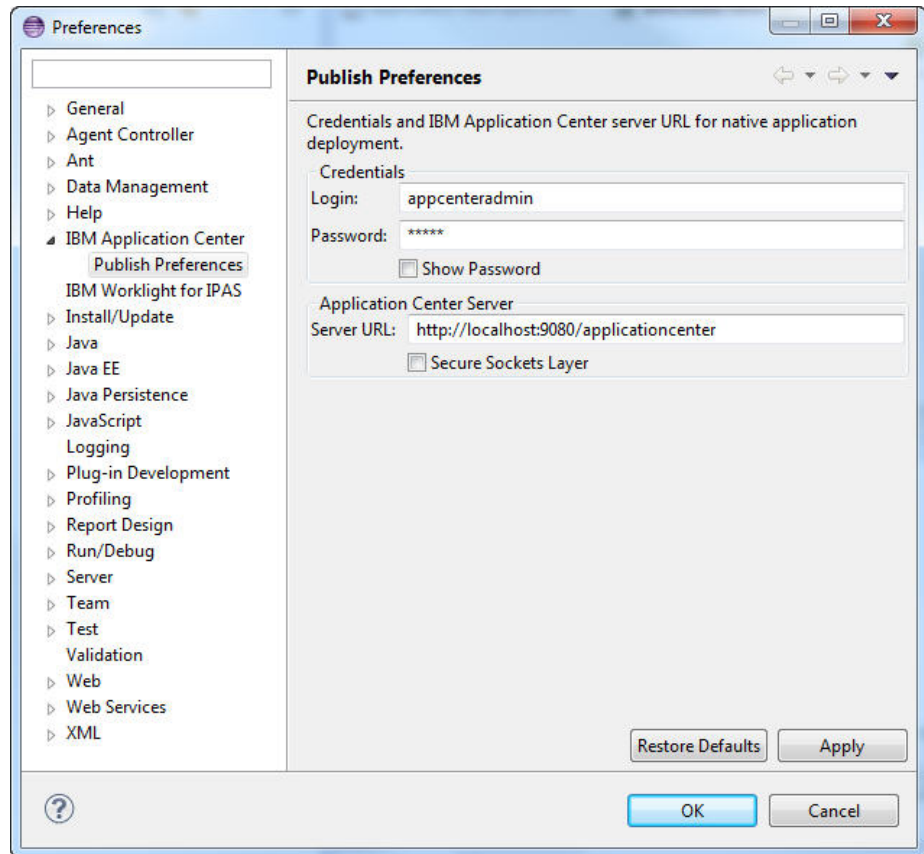 Preferences
General
Agent Controller
Ant
Data Management
Help
IBM Application Center
Publish Preferences
IBM Worklight for IPAS
Install/Update
Java
Java EE
Java Persistence
JavaScript
Logging
Plug-in Development
Profiling
Report Design
Run/Debug
Server
Team
Test
Validation
Web
Web Services
XML
Publish Preferences
Credentials and IBM Application Center server URL for native application
deployment.
Credentials
Login: appcenteradmin
Password: *****
Show Password
Application Center Server
Server URL: http://localhost:9080/applicationcenter
Secure Sockets Layer
Restore Defaults Apply
? OK Cancel